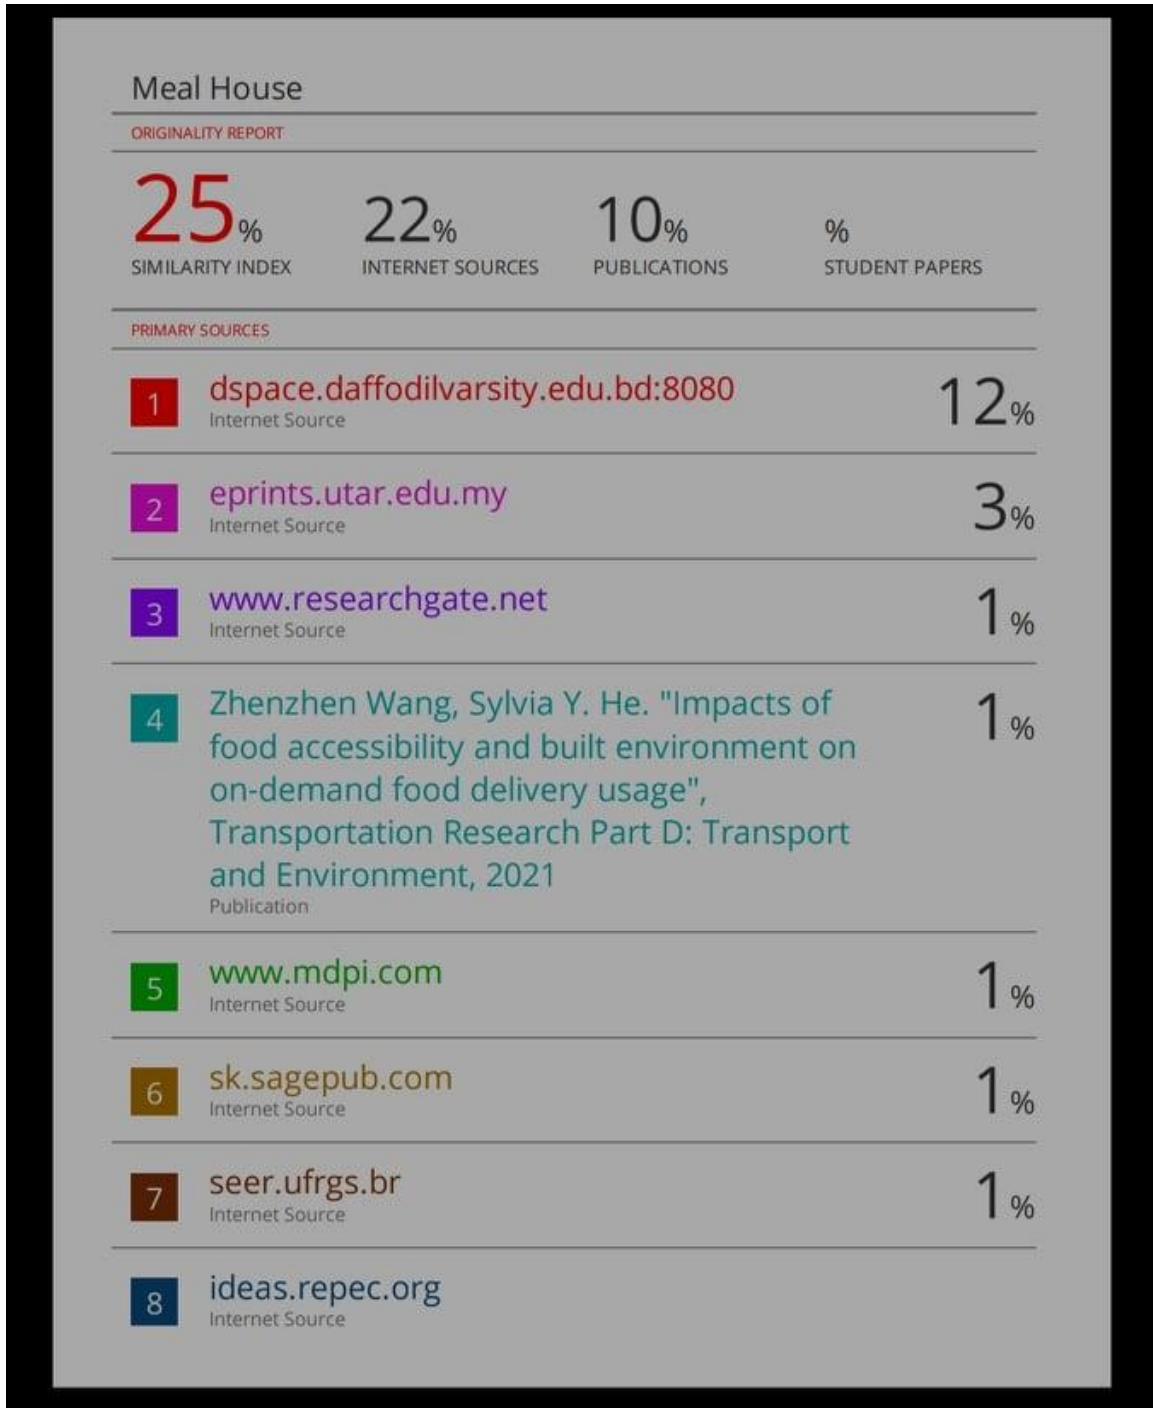 Meal House
ORIGINALITY REPORT
25% 22% 10% %
SIMILARITY INDEX INTERNET SOURCES PUBLICATIONS STUDENT PAPERS
PRIMARY SOURCES
1 dspace.daffodilvarsity.edu.bd:8080 12%
Internet Source
2 eprints.utar.edu.my 3%
Internet Source
3 www.researchgate.net 1%
Internet Source
4 Zhenzhen Wang, Sylvia Y. He. "Impacts of 1%
food accessibility and built environment on
on-demand food delivery usage",
Transportation Research Part D: Transport
and Environment, 2021
Publication
5 www.mdpi.com 1%
Internet Source
6 sk.sagepub.com 1%
Internet Source
7 seer.ufrgs.br 1%
Internet Source
8 ideas.repec.org
Internet Source